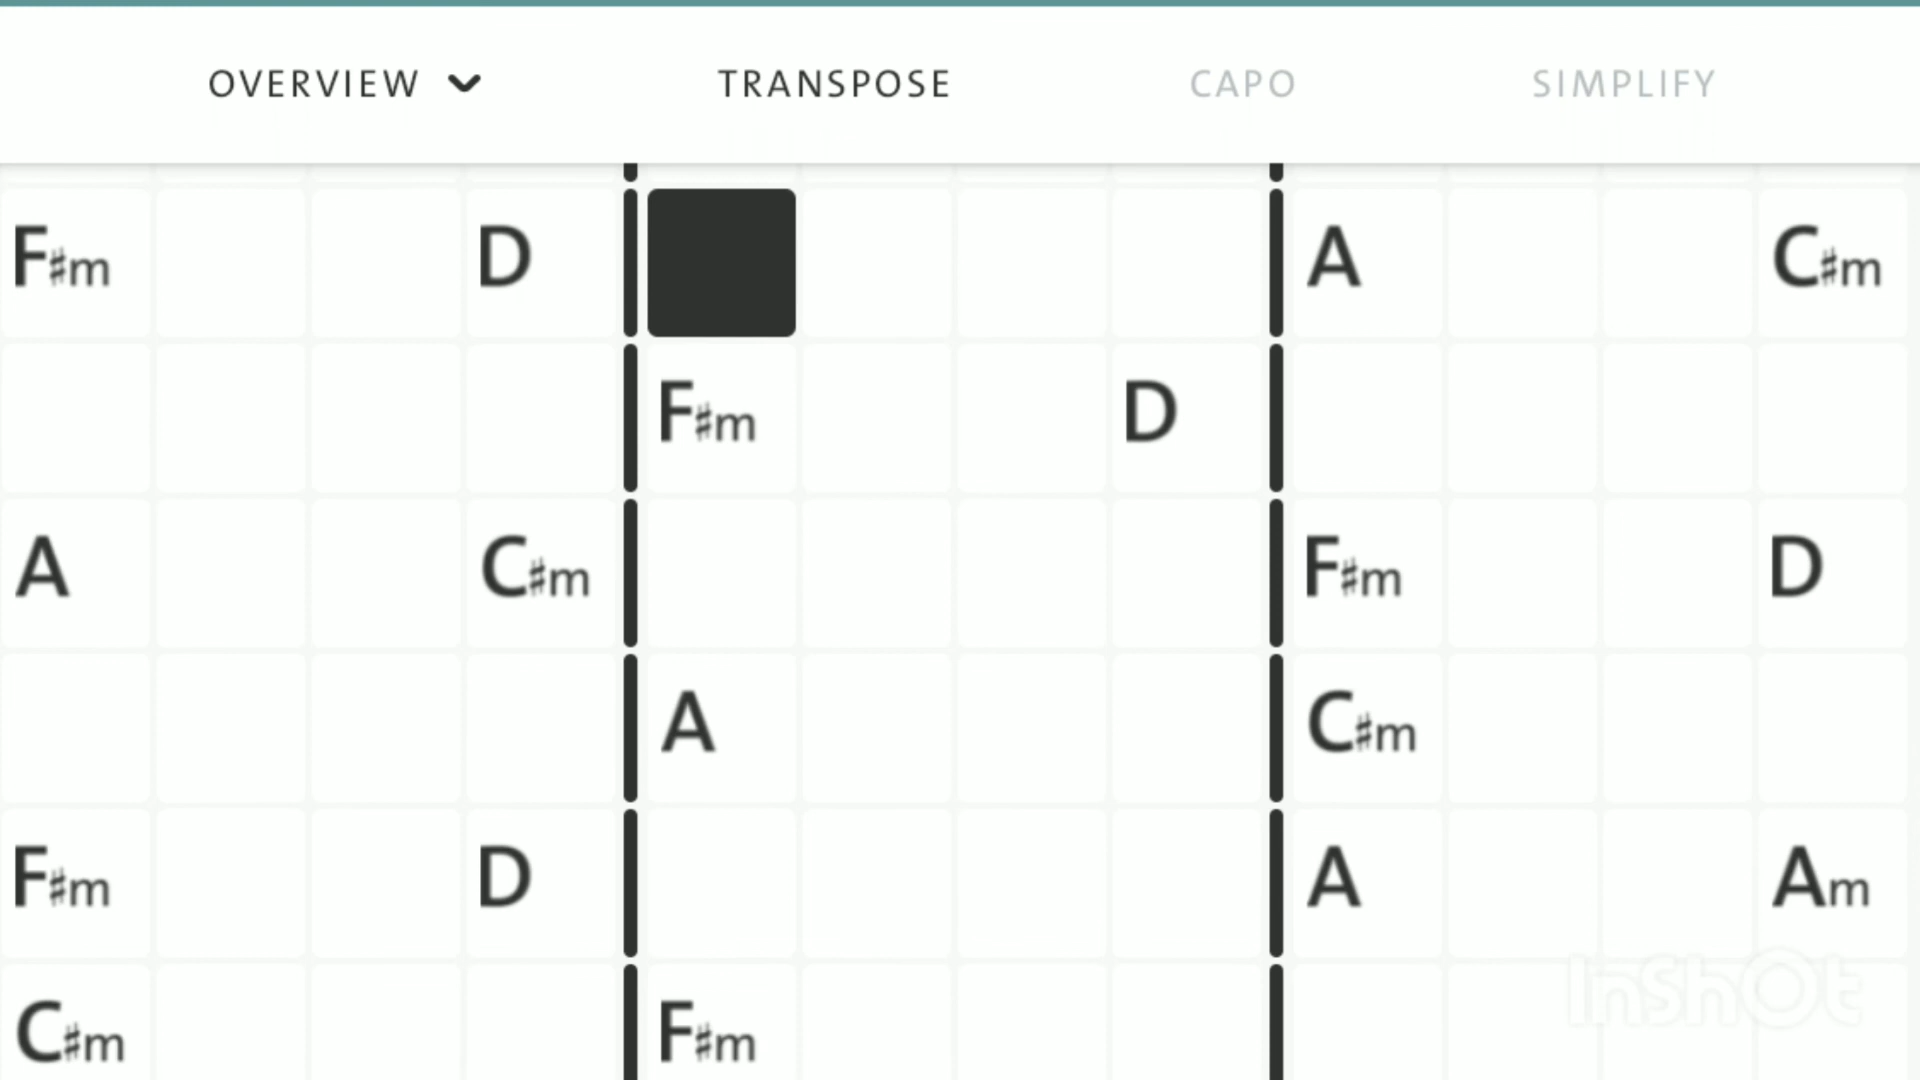 OVERVIEW TRANSPOSE CAPO SIMPLIFY
F♯m D A C♯m
F♯m D
A C♯m F♯m D
A C♯m
F♯m D A Am
C♯m F♯m
InShOt